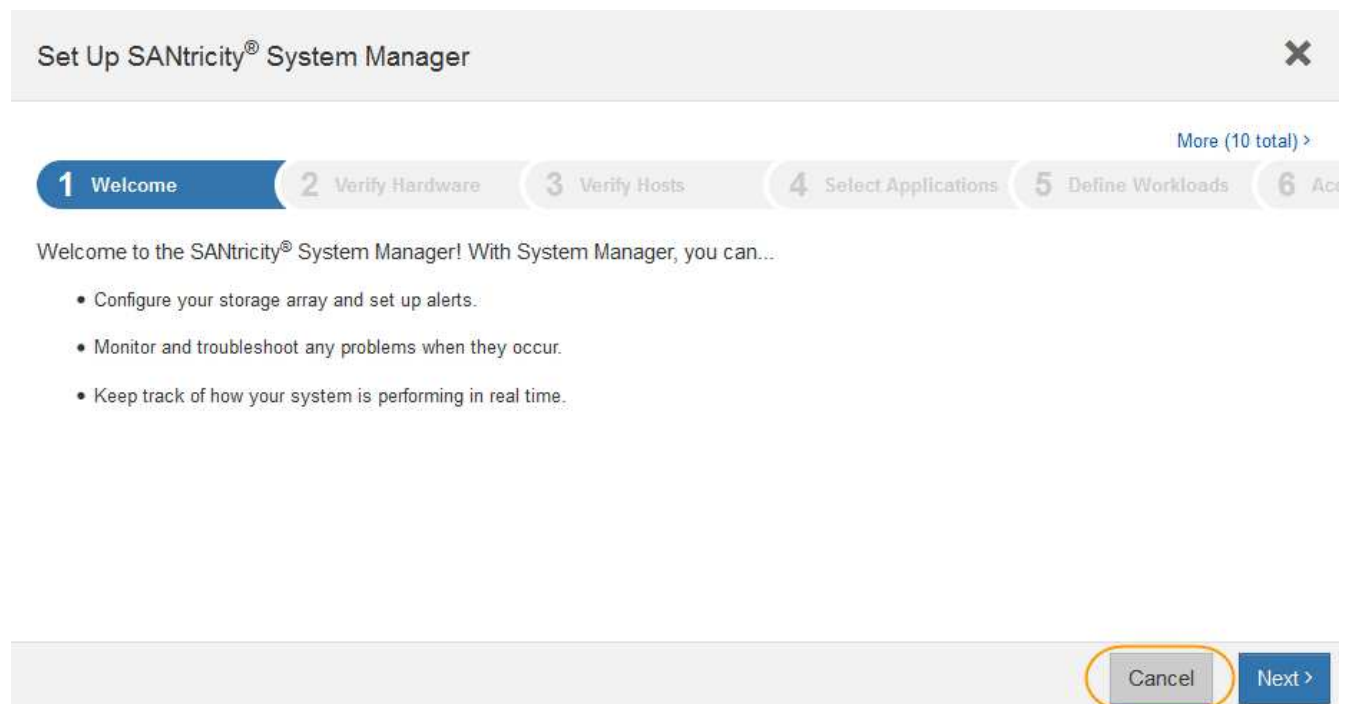 Set Up SANtricity® System Manager
More (10 total) >
1 Welcome 2 Verify Hardware 3 Verify Hosts 4 Select Applications 5 Define Workloads 6 Acc
Welcome to the SANtricity® System Manager! With System Manager, you can...
• Configure your storage array and set up alerts.
• Monitor and troubleshoot any problems when they occur.
• Keep track of how your system is performing in real time.
Cancel Next >